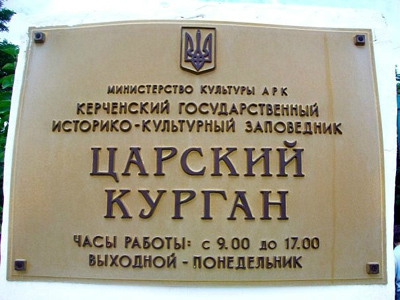 МИНИСТЕРСТВО КУЛЬТУРЫ АРК
КЕРЧЕНСКИЙ ГОСУДАРСТВЕННЫЙ
ИСТОРИКО-КУЛЬТУРНЫЙ ЗАПОВЕДНИК
ЦАРСКИЙ
КУРГАН
ЧАСЫ РАБОТЫ: с 9.00 до 17.00
ВЫХОДНОЙ - ПОНЕДЕЛЬНИК